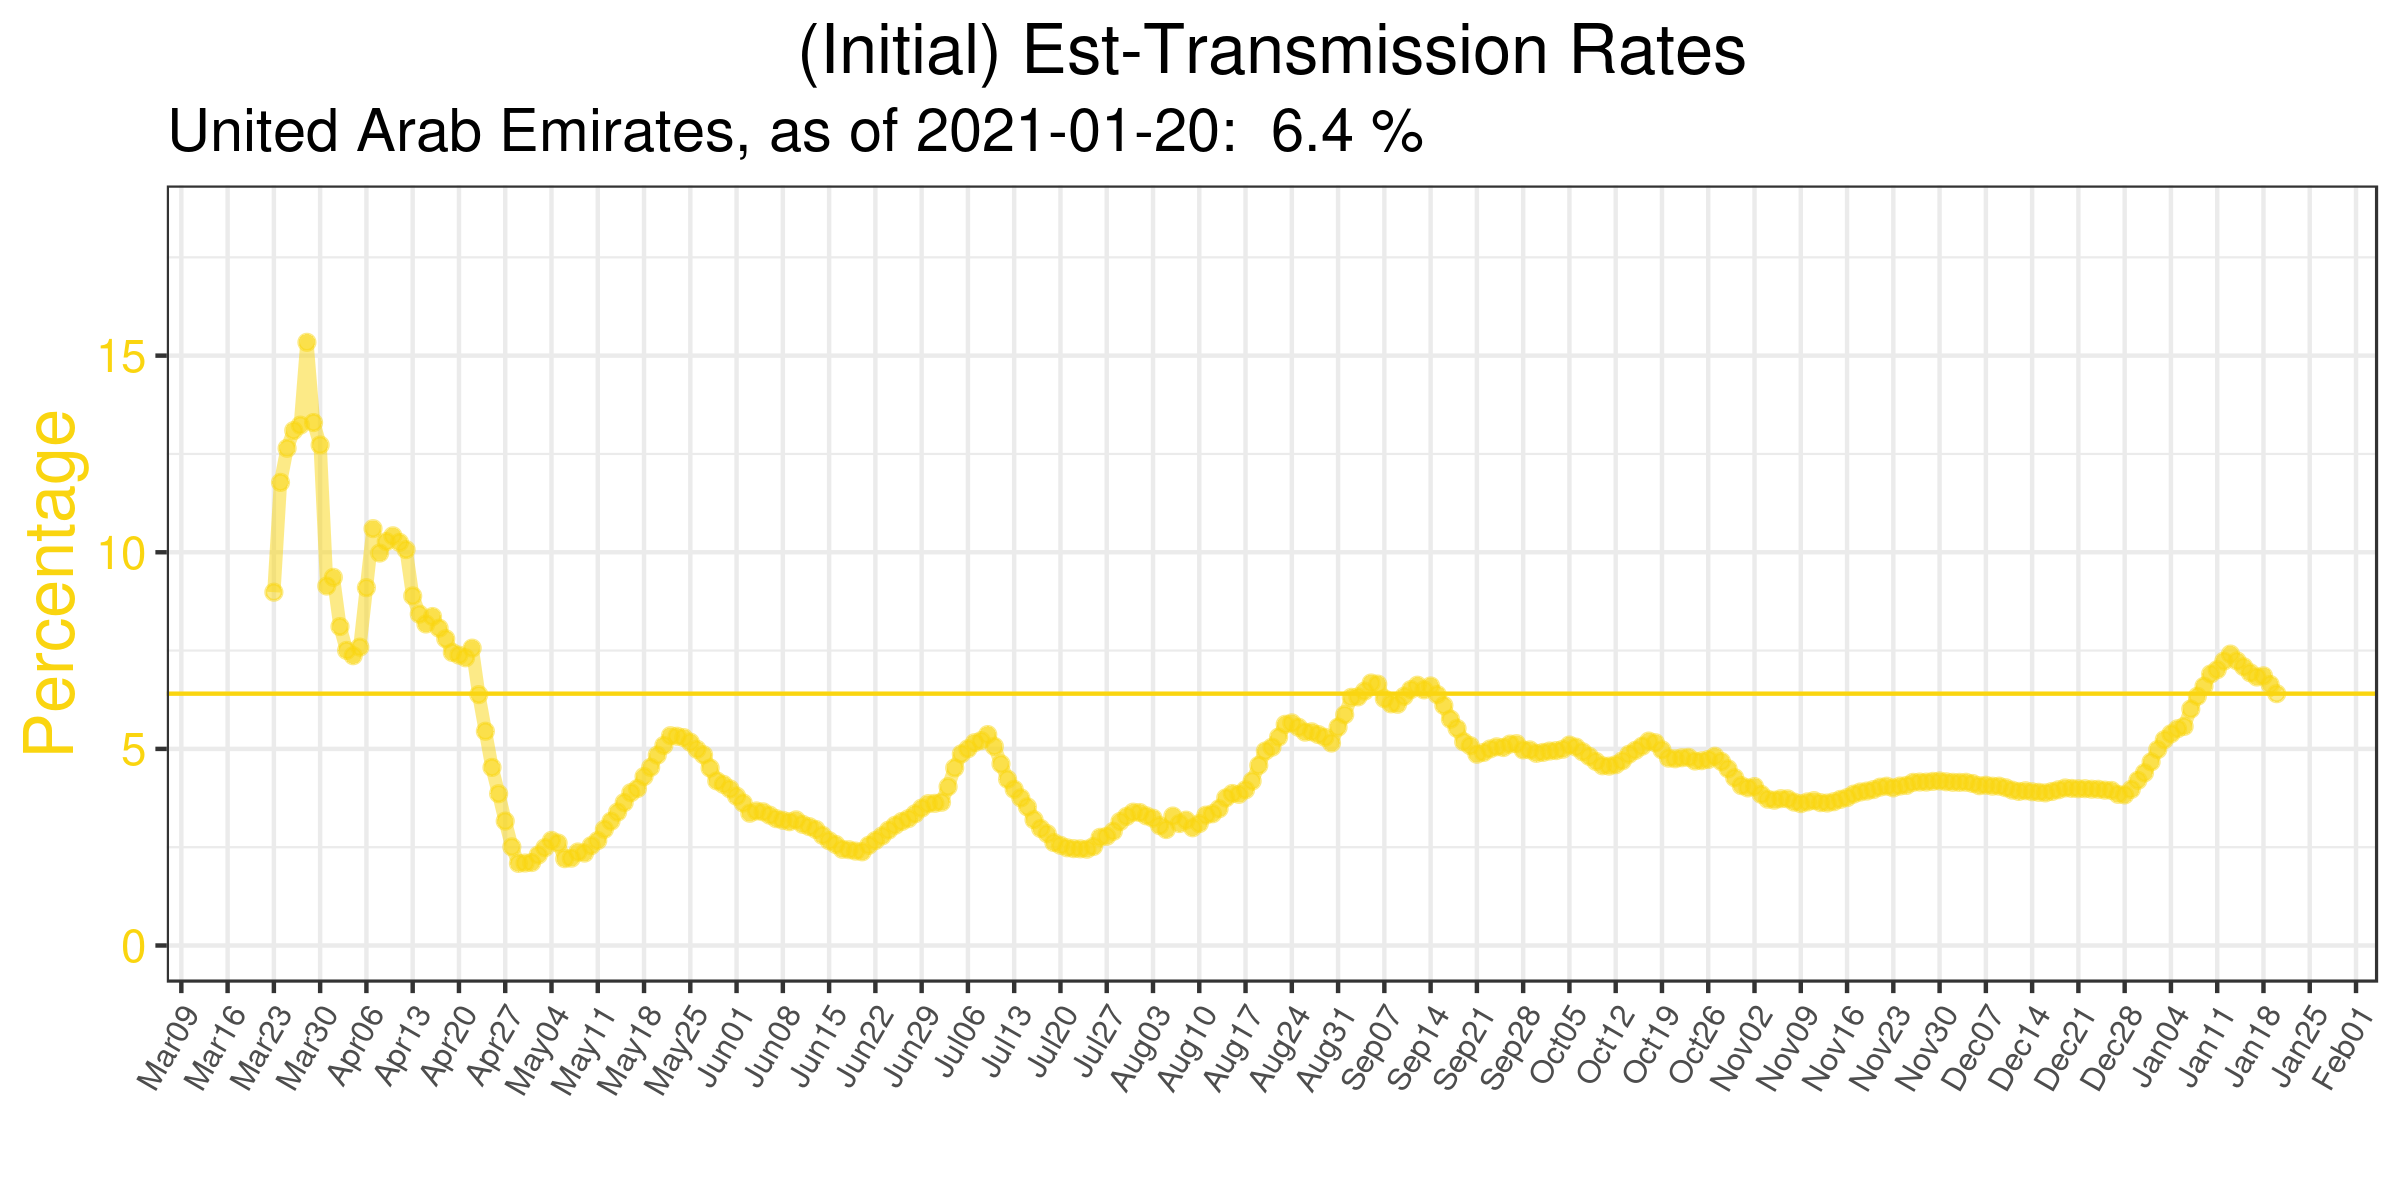 (Initial) Est-Transmission Rates
United Arab Emirates, as of 2021-01-20:  6.4 %
Percentage
15
10
5
0
Mar09
Mar16
Mar23
Mar30
Apr06
Apr13
Apr20
Apr27
May04
May11
May18
May25
Jun01
Jun08
Jun15
Jun22
Jun29
Jul06
Jul13
Jul20
Jul27
Aug03
Aug10
Aug17
Aug24
Aug31
Sep07
Sep14
Sep21
Sep28
Oct05
Oct12
Oct19
Oct26
Nov02
Nov09
Nov16
Nov23
Nov30
Dec07
Dec14
Dec21
Dec28
Jan04
Jan11
Jan18
Jan25
Feb01